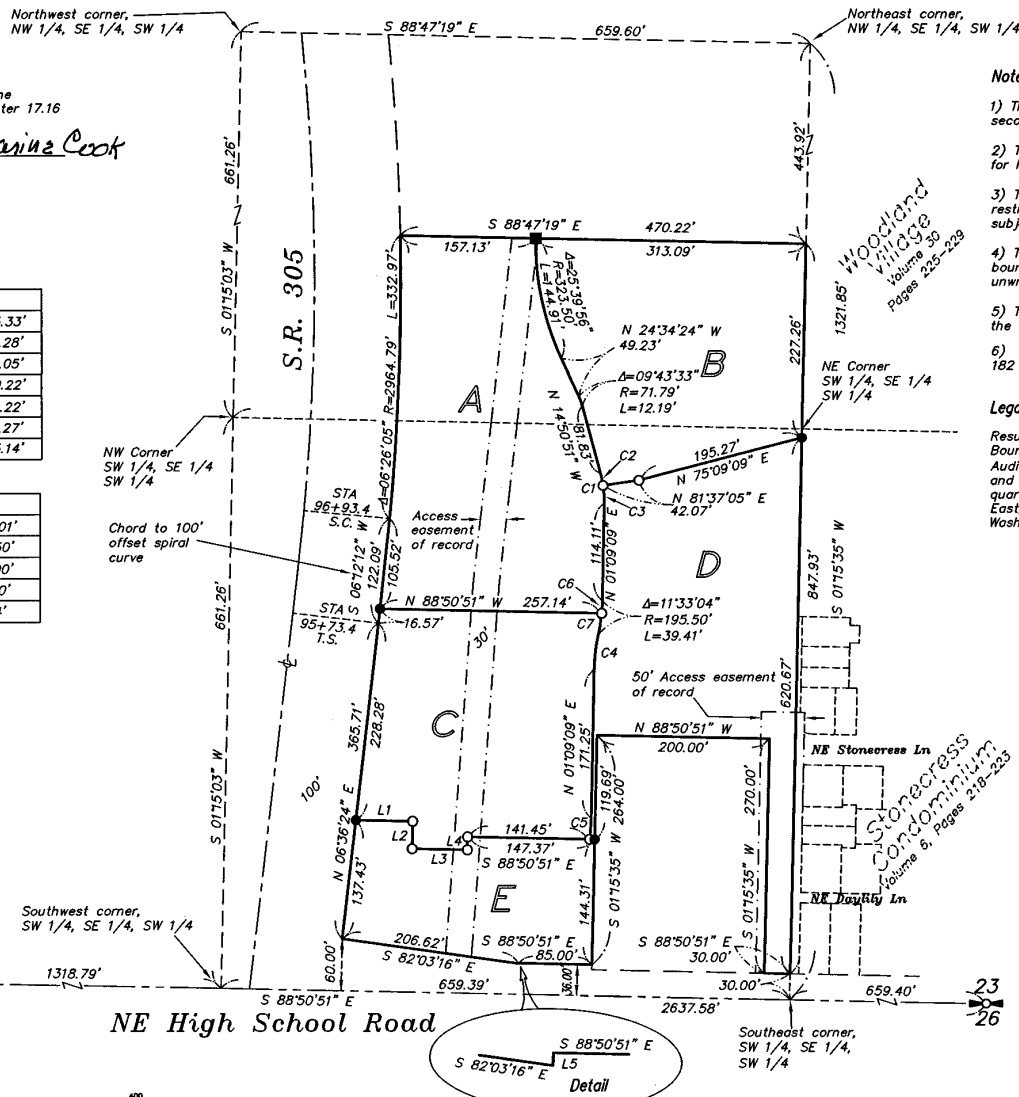 Northwest corner,
NW 1/4, SE 1/4, SW 1/4
S 88°47'19" E
659.60'
Northeast corner,
NW 1/4, SE 1/4, SW 1/4
ne
ter 17.16
Cook
661.26'
S 01°15'03" W
S.R. 305
443.92'
Woodland
Village
Volume 30
Pages 225-229
Note
1) Th
seco
2) T
for
3) T
rest
subj
4) T
bour
unw
5) T
the
6)
182
Lega
Resu
Boun
Audi
and
quar
East
Wash
.33'
.28'
.05'
.22'
.22'
.27'
.14'
01'
50'
00'
0'
S 88°47'19" E
470.22'
157.13'
313.09'
L=332.97'
R=2964.79'
Δ=06°26'05"
Δ=25°39'56"
R=323.50'
L=144.91'
N 24°34'24" W
49.23'
Δ=09°43'33"
R=71.79'
L=12.19'
A
B
N 14°50'51" W
81.83'
1321.85'
227.26'
NE Corner
SW 1/4, SE 1/4
SW 1/4
195.27'
N 75°09'09" E
C2
C1
C3
N 81°37'05" E
42.07'
NW Corner
SW 1/4, SE 1/4
SW 1/4
STA
96+93.4
S.C.
Chord to 100'
offset spiral
curve
S 06°12'12" W
122.09'
105.52'
Access
easement
of record
114.11'
N 01°09'09" E
D
C6
C7
Δ=11°33'04"
R=195.50'
L=39.41'
C4
STA
95+73.4
T.S.
16.57'
N 88°50'51" W
257.14'
30'
847.93'
S 01°15'35" W
620.67'
50' Access easement
of record
661.26'
S 01°15'03" W
365.71'
228.28'
100'
N 06°36'24" E
137.43'
C
N 01°09'09" E
171.25'
N 88°50'51" W
200.00'
119.69'
264.00'
S 01°15'35" W
270.00'
S 01°15'35" W
NE Stonecress Ln
Stonecress
Condominium
Volume 6, Pages 218-223
NE Daylily Ln
L1
L2
L3
L4
141.45'
147.37'
S 88°50'51" E
C5
144.31'
E
Southwest corner,
SW 1/4, SE 1/4, SW 1/4
206.62'
S 82°03'16" E
S 88°50'51" E
85.00'
36.00'
60.00'
S 88°50'51" E
30.00'
30.00'
1318.79'
S 88°50'51" E
659.39'
2637.58'
659.40'
23
26
NE High School Road
S 88°50'51" E
S 82°03'16" E
L5
Detail
Southeast corner,
SW 1/4, SE 1/4,
SW 1/4